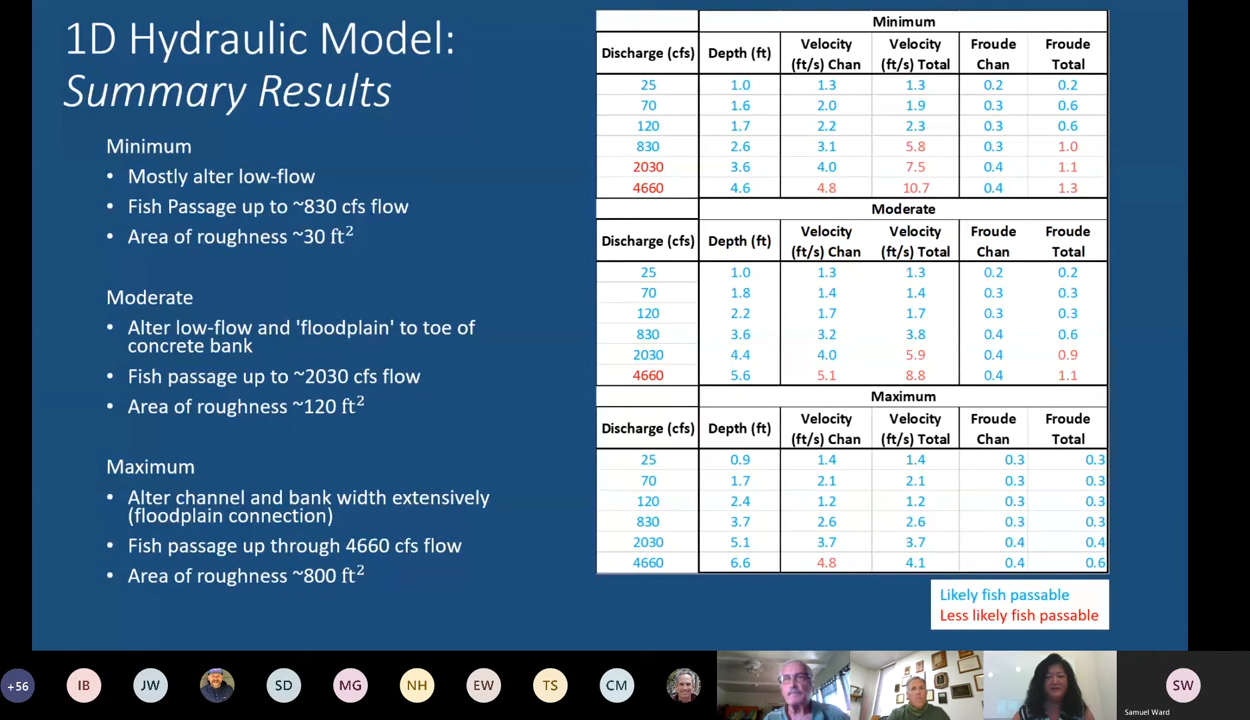 1D Hydraulic Model:
Summary Results
Minimum
• Mostly alter low-flow
• Fish Passage up to ~830 cfs flow
• Area of roughness ~30 ft²
Moderate
• Alter low-flow and 'floodplain' to toe of
concrete bank
• Fish passage up to ~2030 cfs flow
• Area of roughness ~120 ft²
Maximum
• Alter channel and bank width extensively
(floodplain connection)
• Fish passage up through 4660 cfs flow
• Area of roughness ~800 ft²
Minimum
Discharge (cfs) Depth (ft) Velocity (ft/s) Chan Velocity (ft/s) Total Froude Chan Froude Total
25 1.0 1.3 1.3 0.2 0.2
70 1.6 2.0 1.9 0.3 0.6
120 1.7 2.2 2.3 0.3 0.6
830 2.6 3.1 5.8 0.3 1.0
2030 3.6 4.0 7.5 0.4 1.1
4660 4.6 4.8 10.7 0.4 1.3
Moderate
Discharge (cfs) Depth (ft) Velocity (ft/s) Chan Velocity (ft/s) Total Froude Chan Froude Total
25 1.0 1.3 1.3 0.2 0.2
70 1.8 1.4 1.4 0.3 0.3
120 2.2 1.7 1.7 0.3 0.3
830 3.6 3.2 3.8 0.4 0.6
2030 4.4 4.0 5.9 0.4 0.9
4660 5.6 5.1 8.8 0.4 1.1
Maximum
Discharge (cfs) Depth (ft) Velocity (ft/s) Chan Velocity (ft/s) Total Froude Chan Froude Total
25 0.9 1.4 1.4 0.3 0.3
70 1.7 2.1 2.1 0.3 0.3
120 2.4 1.2 1.2 0.3 0.3
830 3.7 2.6 2.6 0.3 0.3
2030 5.1 3.7 3.7 0.4 0.4
4660 6.6 4.8 4.1 0.4 0.6
Likely fish passable
Less likely fish passable
+56 IB JW SD MG NH EW TS CM SW
Samuel Ward